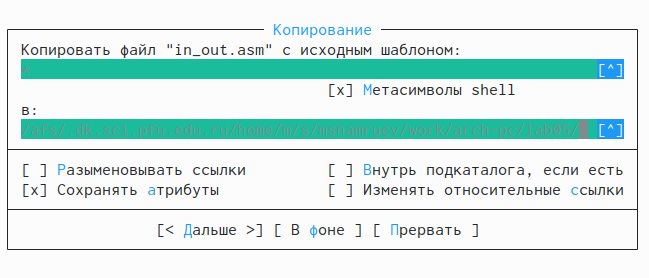 Копирование
Копировать файл "in_out.asm" с исходным шаблоном:
[^]
[x] Метасимволы shell
в:
/afs/.dk.sci.pfu.edu.ru/home/m/s/msmamruev/work/arch-pc/lab05/ [^]
[ ] Разыменовывать ссылки [ ] Внутрь подкаталога, если есть
[x] Сохранять атрибуты [ ] Изменять относительные ссылки
[< Дальше >] [ В фоне ] [ Прервать ]